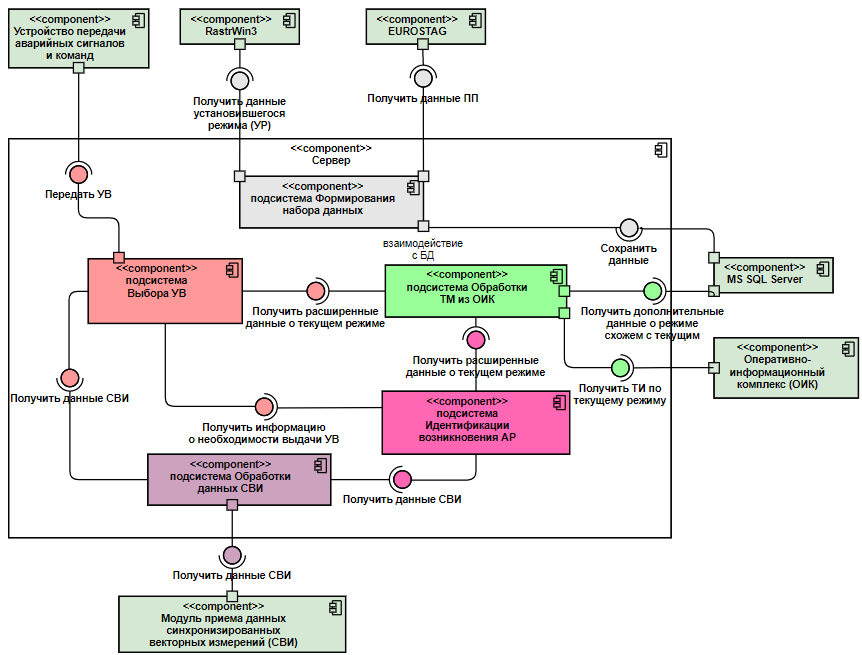 <<component>>
Устройство передачи
аварийных сигналов
и команд
<<component>>
RastrWin3
<<component>>
EUROSTAG
Получить данные
установившегося
режима (УР)
Получить данные ПП
<<component>>
Сервер
Передать УВ
<<component>>
подсистема Формирования
набора данных
взаимодействие
с БД
Сохранить
данные
<<component>>
MS SQL Server
<<component>>
подсистема
Выбора УВ
Получить расширенные
данные о текущем режиме
<<component>>
подсистема Обработки
ТМ из ОИК
Получить дополнительные
данные о режиме
схожем с текущим
Получить расширенные
данные о текущем режиме
Получить ТИ по
текущему режиму
<<component>>
Оперативно-
информационный
комплекс (ОИК)
Получить данные СВИ
Получить информацию
о необходимости выдачи УВ
<<component>>
подсистема
Идентификации
возникновения АР
<<component>>
подсистема Обработки
данных СВИ
Получить данные СВИ
Получить данные СВИ
<<component>>
Модуль приема данных
синхронизированных
векторных измерений (СВИ)